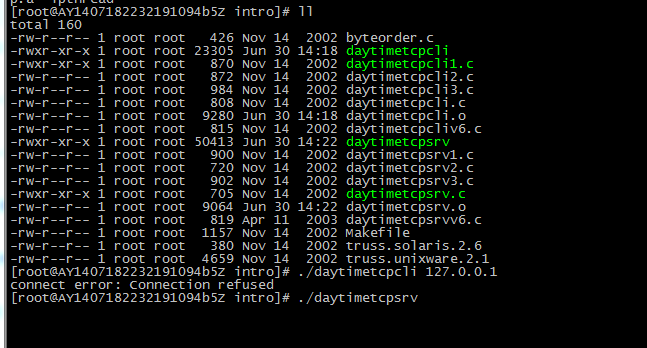 p.a -lpthread
[root@AY1407182232191094b5Z intro]# ll
total 160
-rw-r--r-- 1 root root   426 Nov 14  2002 byteorder.c
-rwxr-xr-x 1 root root 23305 Jun 30 14:18 daytimetcpcli
-rwxr-xr-x 1 root root   870 Nov 14  2002 daytimetcpcli1.c
-rw-r--r-- 1 root root   872 Nov 14  2002 daytimetcpcli2.c
-rw-r--r-- 1 root root   984 Nov 14  2002 daytimetcpcli3.c
-rw-r--r-- 1 root root   808 Nov 14  2002 daytimetcpcli.c
-rw-r--r-- 1 root root  9280 Jun 30 14:18 daytimetcpcli.o
-rw-r--r-- 1 root root   815 Nov 14  2002 daytimetcpcliv6.c
-rwxr-xr-x 1 root root 50413 Jun 30 14:22 daytimetcpsrv
-rw-r--r-- 1 root root   900 Nov 14  2002 daytimetcpsrv1.c
-rw-r--r-- 1 root root   720 Nov 14  2002 daytimetcpsrv2.c
-rw-r--r-- 1 root root   902 Nov 14  2002 daytimetcpsrv3.c
-rwxr-xr-x 1 root root   705 Nov 14  2002 daytimetcpsrv.c
-rw-r--r-- 1 root root  9064 Jun 30 14:22 daytimetcpsrv.o
-rw-r--r-- 1 root root   819 Apr 11  2003 daytimetcpsrvv6.c
-rw-r--r-- 1 root root  1157 Nov 14  2002 Makefile
-rw-r--r-- 1 root root   380 Nov 14  2002 truss.solaris.2.6
-rw-r--r-- 1 root root  4659 Nov 14  2002 truss.unixware.2.1
[root@AY1407182232191094b5Z intro]# ./daytimetcpcli 127.0.0.1
connect error: Connection refused
[root@AY1407182232191094b5Z intro]# ./daytimetcpsrv